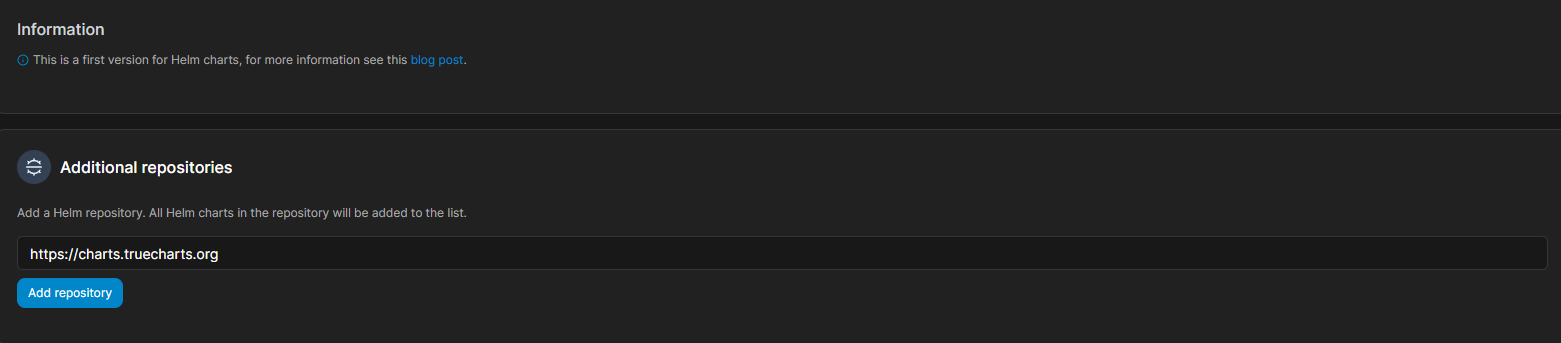 Information
This is a first version for Helm charts, for more information see this blog post.
Additional repositories
Add a Helm repository. All Helm charts in the repository will be added to the list.
https://charts.truecharts.org
Add repository